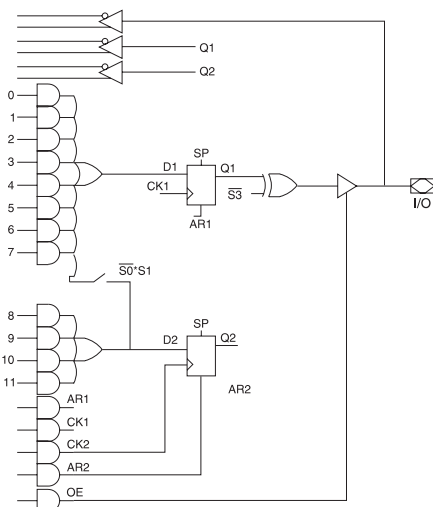 Q1
Q2
0
1
2
3
4
5
6
7
D1
SP
Q1
CK1
S3
AR1
I/O
S0*S1
8
9
10
11
D2
SP
Q2
AR2
AR1
CK1
CK2
AR2
OE